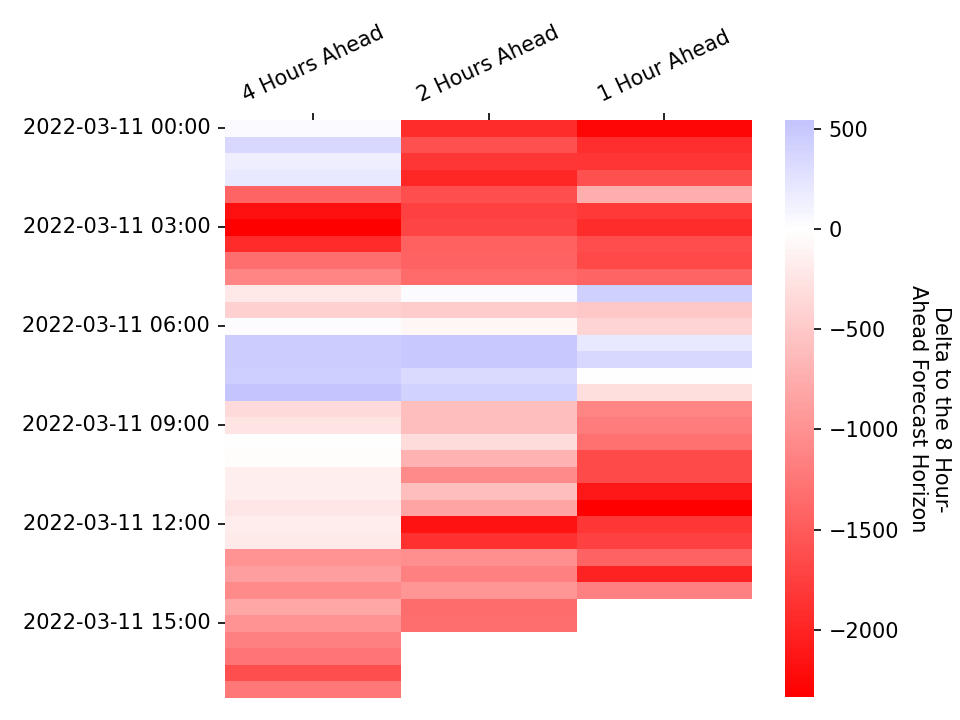 4 Hours Ahead
2 Hours Ahead
1 Hour Ahead
2022-03-11 00:00
2022-03-11 03:00
2022-03-11 06:00
2022-03-11 09:00
2022-03-11 12:00
2022-03-11 15:00
500
0
−500
−1000
−1500
−2000
Delta to the 8 Hour-
Ahead Forecast Horizon